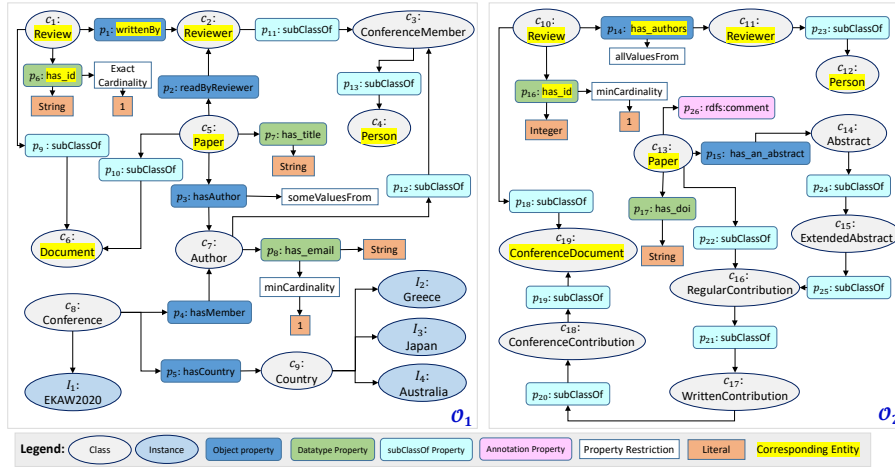 c1:
Review
p1: writtenBy
c2:
Reviewer
p11: subClassOf
c3:
ConferenceMember
p6: has_id
Exact
Cardinality
1
String
p2: readByReviewer
p13: subClassOf
c4:
Person
p9: subClassOf
p10: subClassOf
c5:
Paper
p7: has_title
String
p3: hasAuthor
someValuesFrom
p12: subClassOf
c6:
Document
c7:
Author
p8: has_email
String
minCardinality
1
c8:
Conference
p4: hasMember
p5: hasCountry
c9:
Country
I1:
EKAW2020
I2:
Greece
I3:
Japan
I4:
Australia
O1
c10:
Review
p14: has_authors
allValuesFrom
c11:
Reviewer
p23: subClassOf
c12:
Person
p16: has_id
minCardinality
1
Integer
p26: rdfs:comment
c13:
Paper
p15: has_an_abstract
c14:
Abstract
p17: has_doi
String
p24: subClassOf
c15:
ExtendedAbstract
p18: subClassOf
c19:
ConferenceDocument
p22: subClassOf
p25: subClassOf
c16:
RegularContribution
p19: subClassOf
c18:
ConferenceContribution
p21: subClassOf
c17:
WrittenContribution
p20: subClassOf
O2
Legend: Class Instance Object property Datatype Property subClassOf Property Annotation Property Property Restriction Literal Corresponding Entity